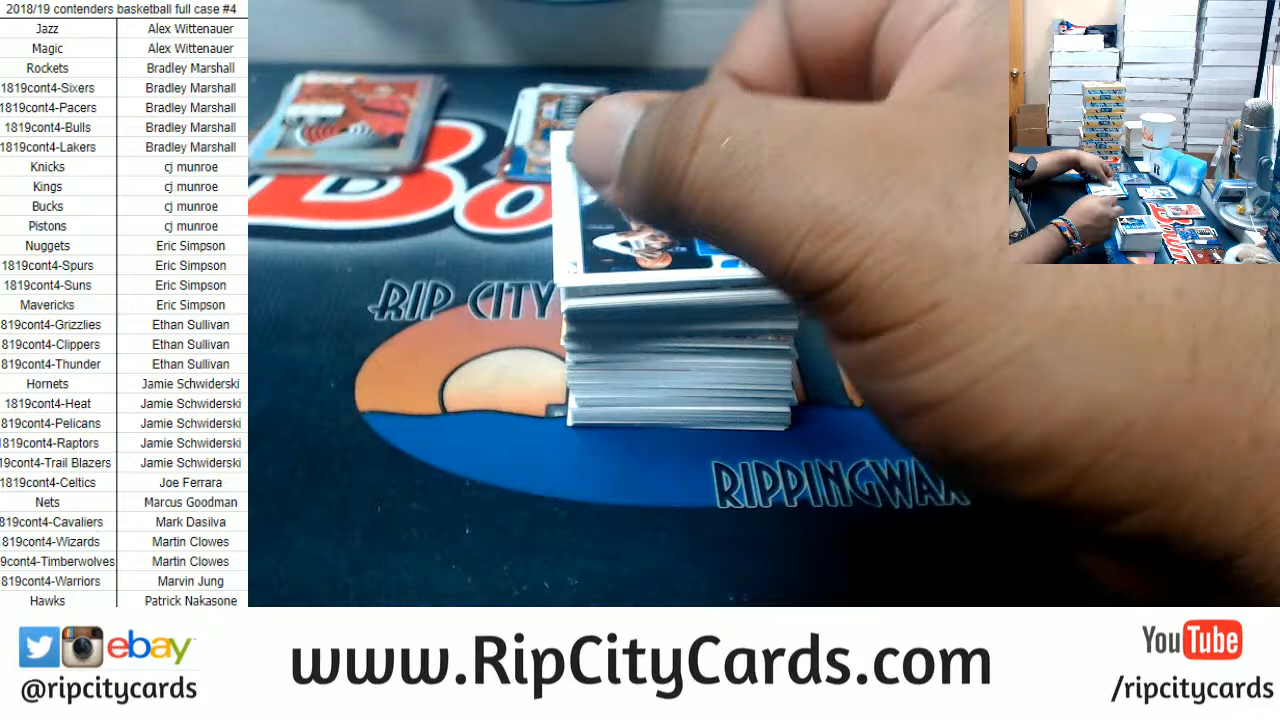 2018/19 contenders basketball full case #4
Jazz Alex Wittenauer
Magic Alex Wittenauer
Rockets Bradley Marshall
1819cont4-Sixers Bradley Marshall
1819cont4-Pacers Bradley Marshall
1819cont4-Bulls Bradley Marshall
1819cont4-Lakers Bradley Marshall
Knicks cj munroe
Kings cj munroe
Bucks cj munroe
Pistons cj munroe
Nuggets Eric Simpson
1819cont4-Spurs Eric Simpson
1819cont4-Suns Eric Simpson
Mavericks Eric Simpson
819cont4-Grizzlies Ethan Sullivan
819cont4-Clippers Ethan Sullivan
819cont4-Thunder Ethan Sullivan
Hornets Jamie Schwiderski
1819cont4-Heat Jamie Schwiderski
819cont4-Pelicans Jamie Schwiderski
1819cont4-Raptors Jamie Schwiderski
19cont4-Trail Blazers Jamie Schwiderski
1819cont4-Celtics Joe Ferrara
Nets Marcus Goodman
819cont4-Cavaliers Mark Dasilva
819cont4-Wizards Martin Clowes
9cont4-Timberwolves Martin Clowes
819cont4-Warriors Marvin Jung
Hawks Patrick Nakasone
RIP CITY
RIPPINGWAX
ebay
@ripcitycards
www.RipCityCards.com
YouTube
/ripcitycards